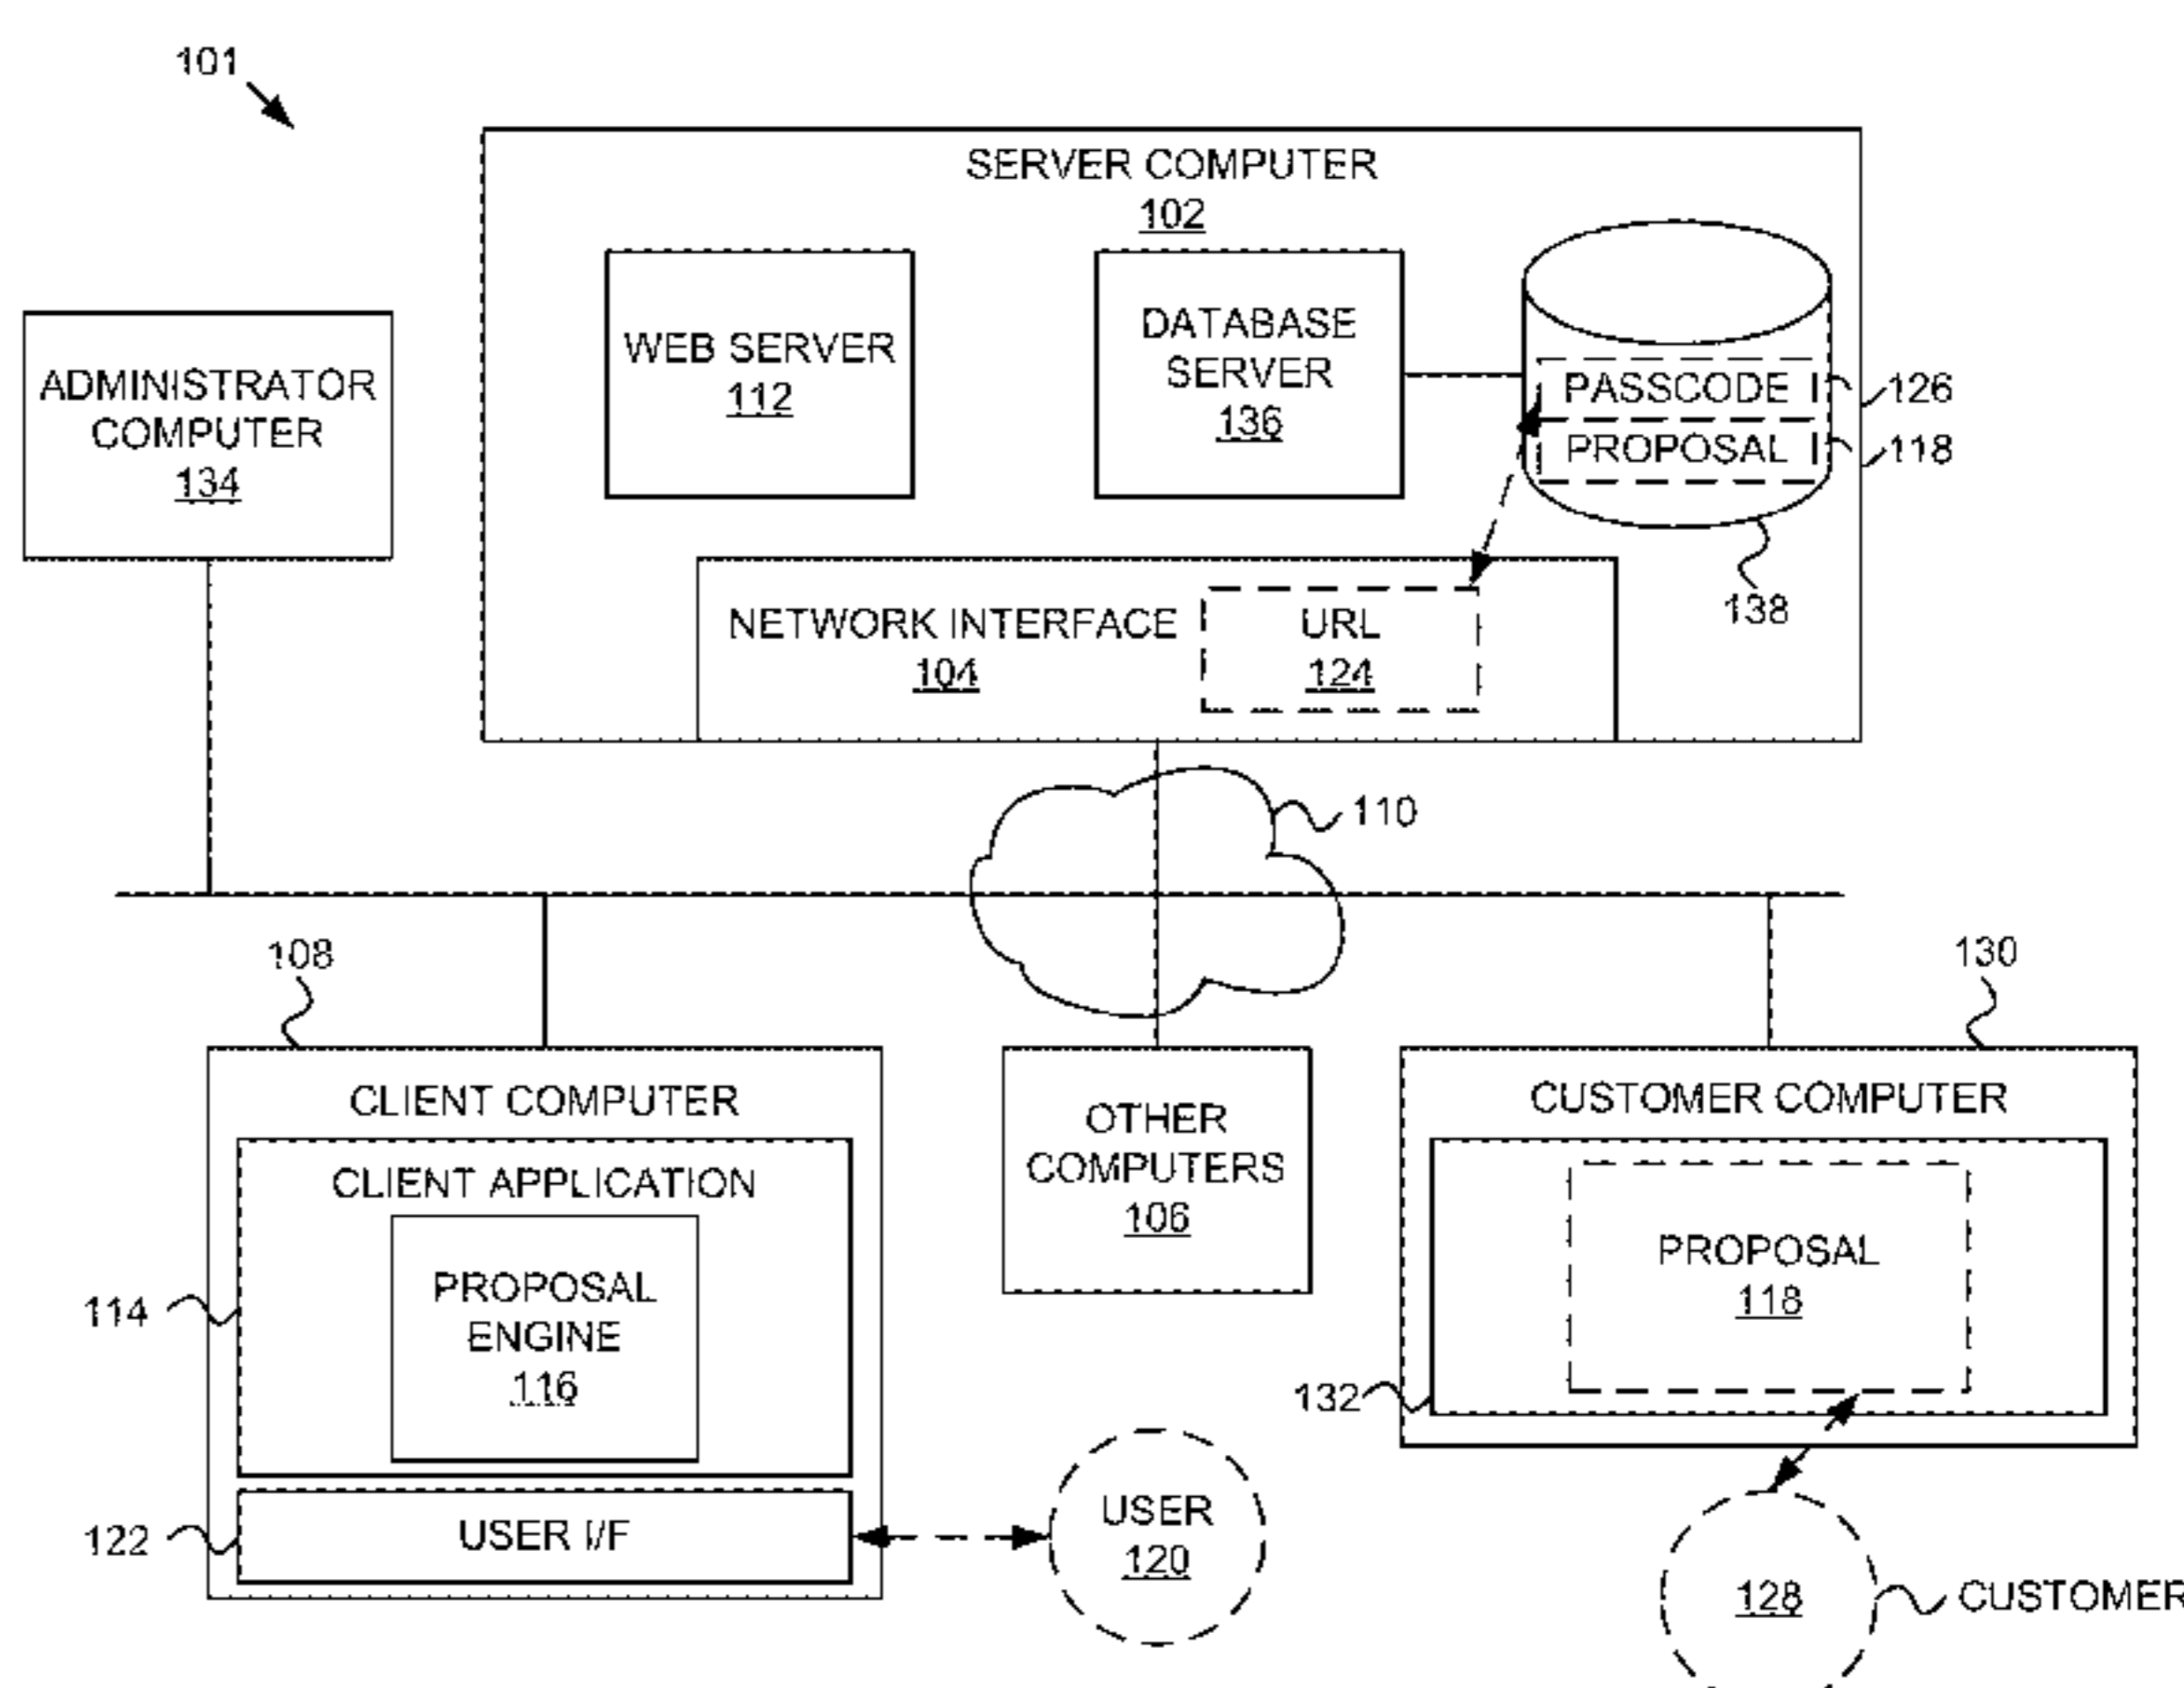 101
SERVER COMPUTER
102
WEB SERVER
112
DATABASE
SERVER
136
PASSCODE
126
PROPOSAL
118
138
ADMINISTRATOR
COMPUTER
134
NETWORK INTERFACE
104
URL
124
110
108
CLIENT COMPUTER
CLIENT APPLICATION
PROPOSAL
ENGINE
116
114
USER I/F
122
OTHER
COMPUTERS
106
USER
120
130
CUSTOMER COMPUTER
PROPOSAL
118
132
128
CUSTOMER